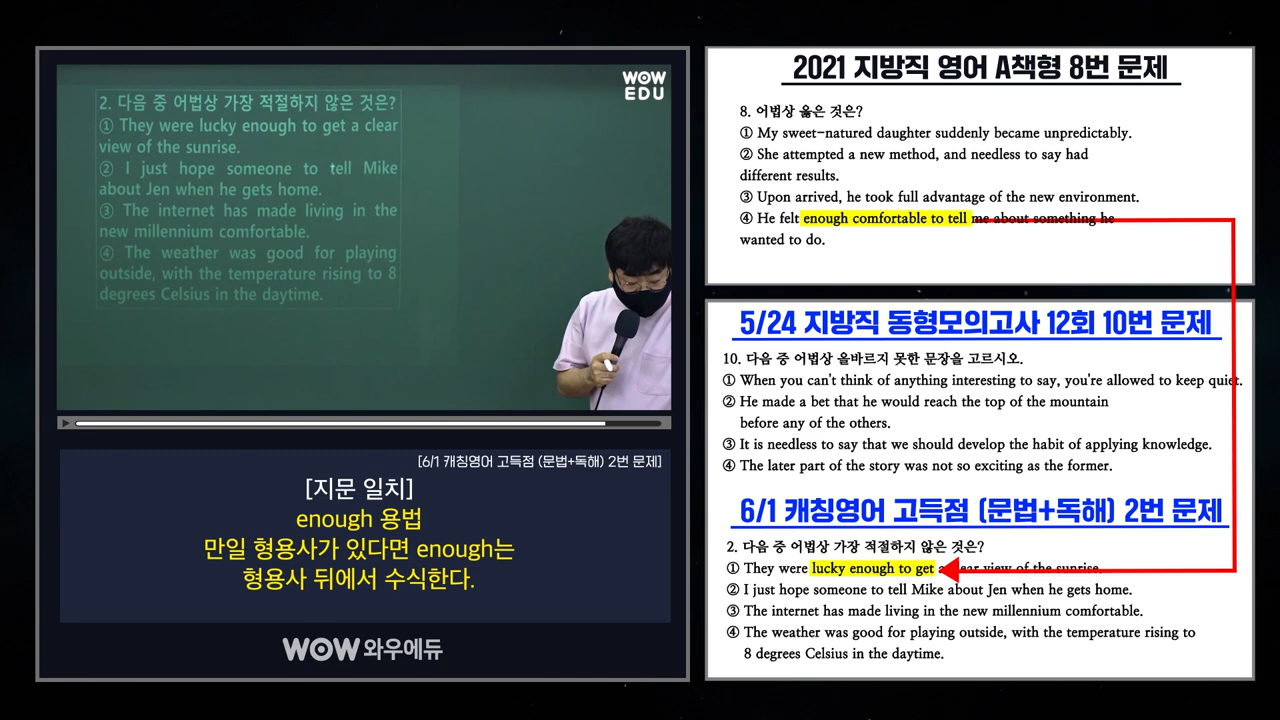 WOW
EDU
2. 다음 중 어법상 가장 적절하지 않은 것은?
① They were lucky enough to get a clear
view of the sunrise.
② I just hope someone to tell Mike
about Jen when he gets home.
③ The internet has made living in the
new millennium comfortable.
④ The weather was good for playing
outside, with the temperature rising to 8
degrees Celsius in the daytime.
[6/1 캐칭영어 고득점 (문법+독해) 2번 문제]
[지문 일치]
enough 용법
만일 형용사가 있다면 enough는
형용사 뒤에서 수식한다.
WOW 와우에듀
2021 지방직 영어 A책형 8번 문제
8. 어법상 옳은 것은?
① My sweet-natured daughter suddenly became unpredictably.
② She attempted a new method, and needless to say had
different results.
③ Upon arrived, he took full advantage of the new environment.
④ He felt enough comfortable to tell me about something he
wanted to do.
5/24 지방직 동형모의고사 12회 10번 문제
10. 다음 중 어법상 올바르지 못한 문장을 고르시오.
① When you can't think of anything interesting to say, you're allowed to keep quiet.
② He made a bet that he would reach the top of the mountain
before any of the others.
③ It is needless to say that we should develop the habit of applying knowledge.
④ The later part of the story was not so exciting as the former.
6/1 캐칭영어 고득점 (문법+독해) 2번 문제
2. 다음 중 어법상 가장 적절하지 않은 것은?
① They were lucky enough to get a clear view of the sunrise.
② I just hope someone to tell Mike about Jen when he gets home.
③ The internet has made living in the new millennium comfortable.
④ The weather was good for playing outside, with the temperature rising to
8 degrees Celsius in the daytime.